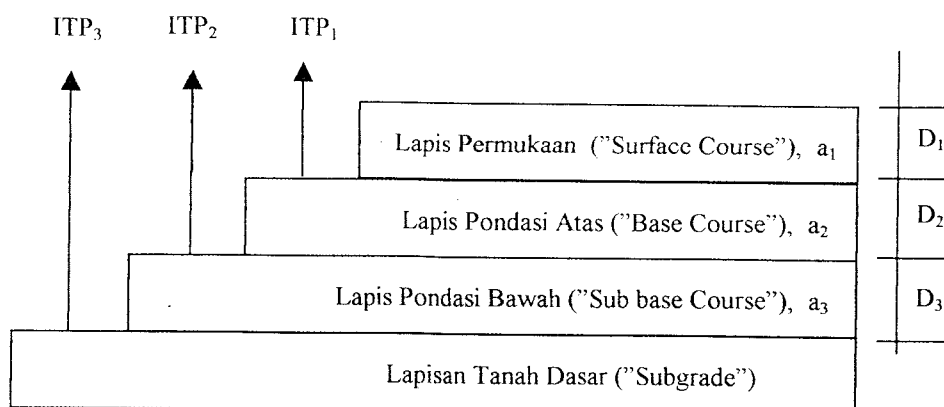 ITP₃ ITP₂ ITP₁
Lapis Permukaan ("Surface Course"), a₁ D₁
Lapis Pondasi Atas ("Base Course"), a₂ D₂
Lapis Pondasi Bawah ("Sub base Course"), a₃ D₃
Lapisan Tanah Dasar ("Subgrade")